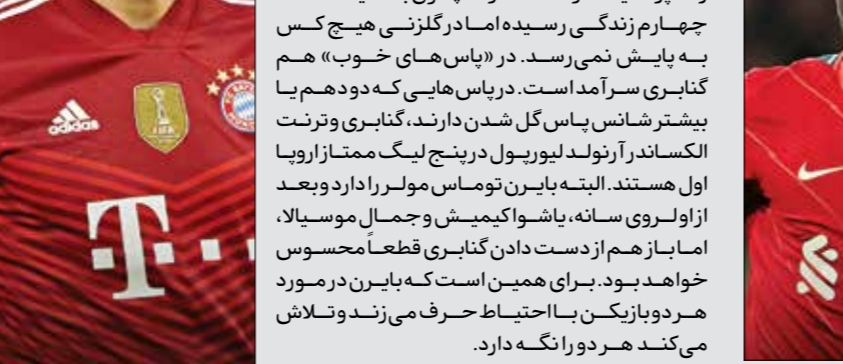 چهارم زندگی رسیده اما در گلزنی هیچ کس
به پایش نمی‌رسد. در «پاس‌های خوب» هم
گنابری سرآمد است. در پاس‌هایی که دو دهم یا
بیشتر شانس پاس گل شدن دارند، گنابری و ترنت
الکساندر آرنولد لیورپول در پنج لیگ ممتاز اروپا
اول هستند. البته بایرن توماس مولر را دارد و بعد
از او لروی سانه، یاشوا کیمیش و جمال موسیالا،
اما باز هم از دست دادن گنابری قطعاً محسوس
خواهد بود. برای همین است که بایرن در مورد
هر دو بازیکن با احتیاط حرف می‌زند و تلاش
می‌کند هر دو را نگه دارد.
adidas
FIFA
T